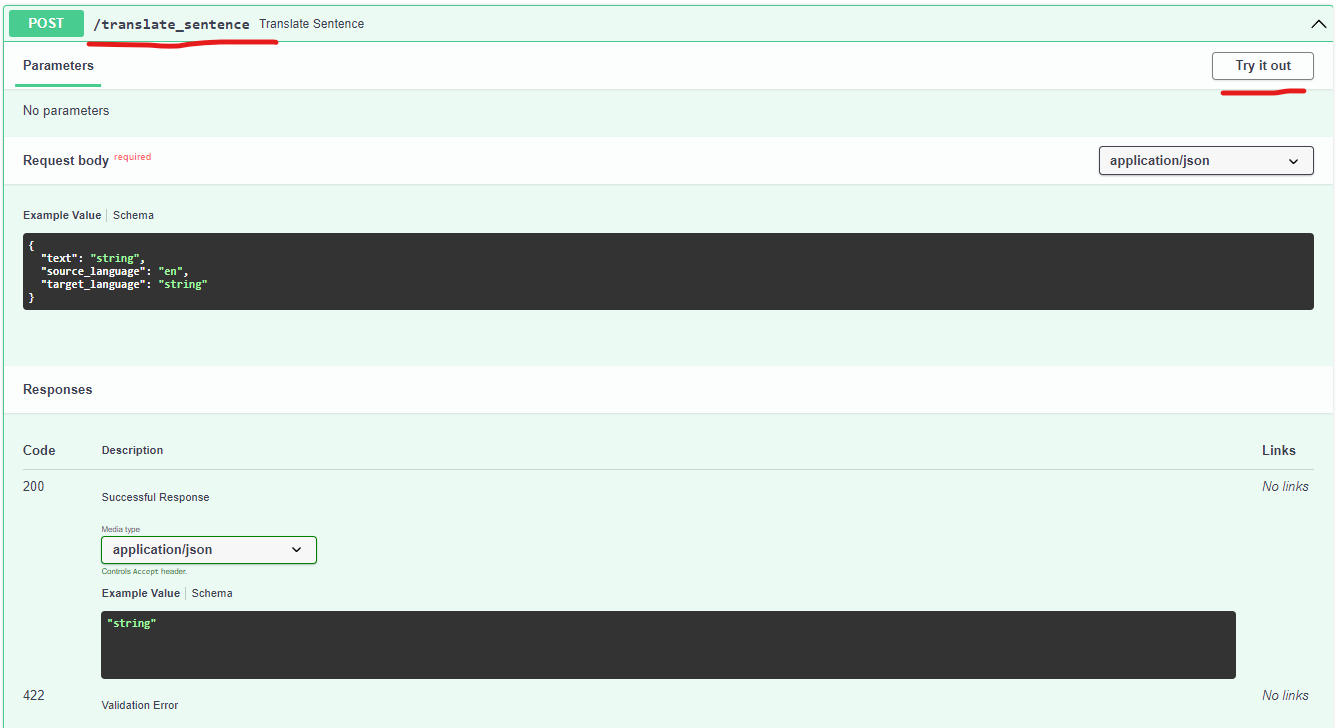 POST /translate_sentence Translate Sentence
Parameters
Try it out
No parameters
Request body required
application/json
Example Value | Schema
{
  "text": "string",
  "source_language": "en",
  "target_language": "string"
}
Responses
Code Description Links
200 Successful Response No links
Media type
application/json
Controls Accept header.
Example Value | Schema
"string"
422 Validation Error No links